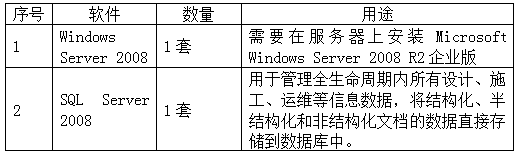 序号 软件 数量 用途
1 Windows Server 2008 1套 需要在服务器上安装 Microsoft
Windows Server 2008 R2企业版
2 SQL Server 2008 1套 用于管理全生命周期内所有设计、施
工、运维等信息数据，将结构化、半
结构化和非结构化文档的数据直接存
储到数据库中。